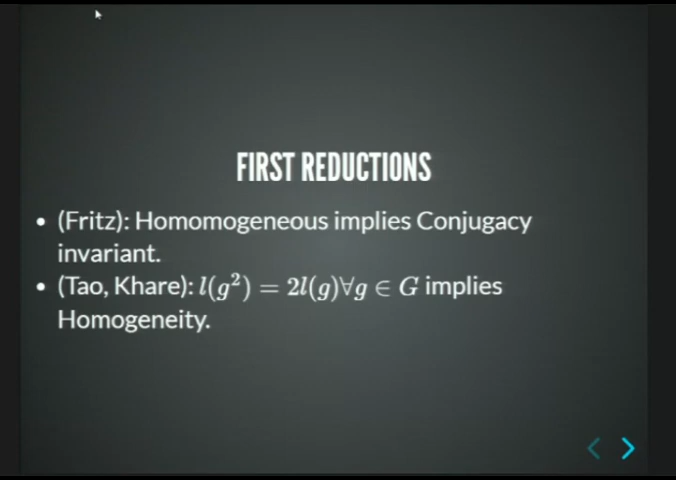 FIRST REDUCTIONS
• (Fritz): Homomogeneous implies Conjugacy
invariant.
• (Tao, Khare): l(g²) = 2l(g)∀g ∈ G implies
Homogeneity.